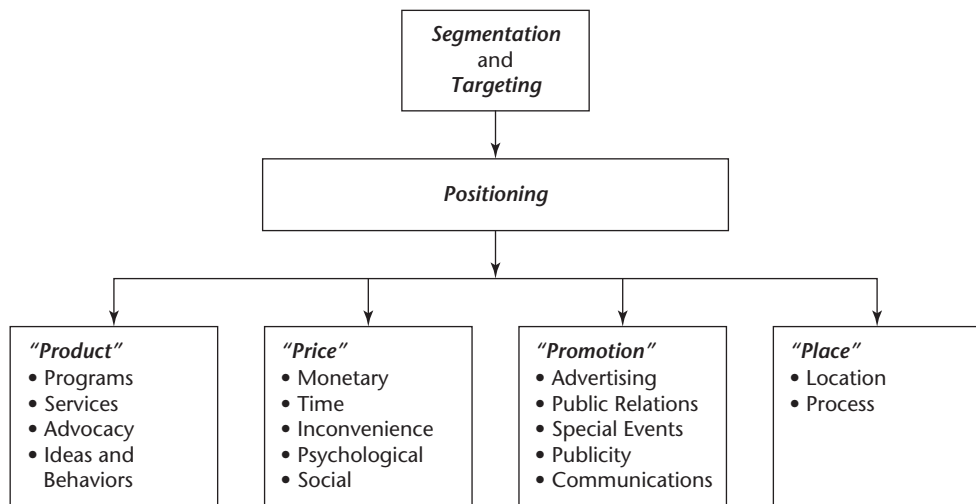 Segmentation
and
Targeting
Positioning
“Product”
• Programs
• Services
• Advocacy
• Ideas and
Behaviors
“Price”
• Monetary
• Time
• Inconvenience
• Psychological
• Social
“Promotion”
• Advertising
• Public Relations
• Special Events
• Publicity
• Communications
“Place”
• Location
• Process